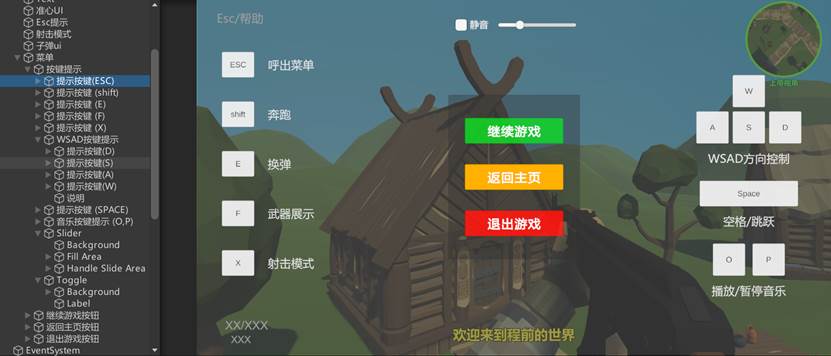 Text
准心UI
Esc提示
射击模式
子弹ui
菜单
按键提示
提示按键(ESC)
提示按键 (shift)
提示按键 (E)
提示按键 (F)
提示按键 (X)
WSAD按键提示
提示按键(D)
提示按键(S)
提示按键(A)
提示按键(W)
说明
提示按键 (SPACE)
音乐按键提示 (O,P)
Slider
Background
Fill Area
Handle Slide Area
Toggle
Background
Label
继续游戏按钮
返回主页按钮
退出游戏按钮
EventSystem
Esc/帮助
静音
ESC 呼出菜单
shift 奔跑
E 换弹
F 武器展示
X 射击模式
XX/XXX
XXX
继续游戏
返回主页
退出游戏
欢迎来到程前的世界
上帝视角
W
A S D
WSAD方向控制
Space
空格/跳跃
O P
播放/暂停音乐